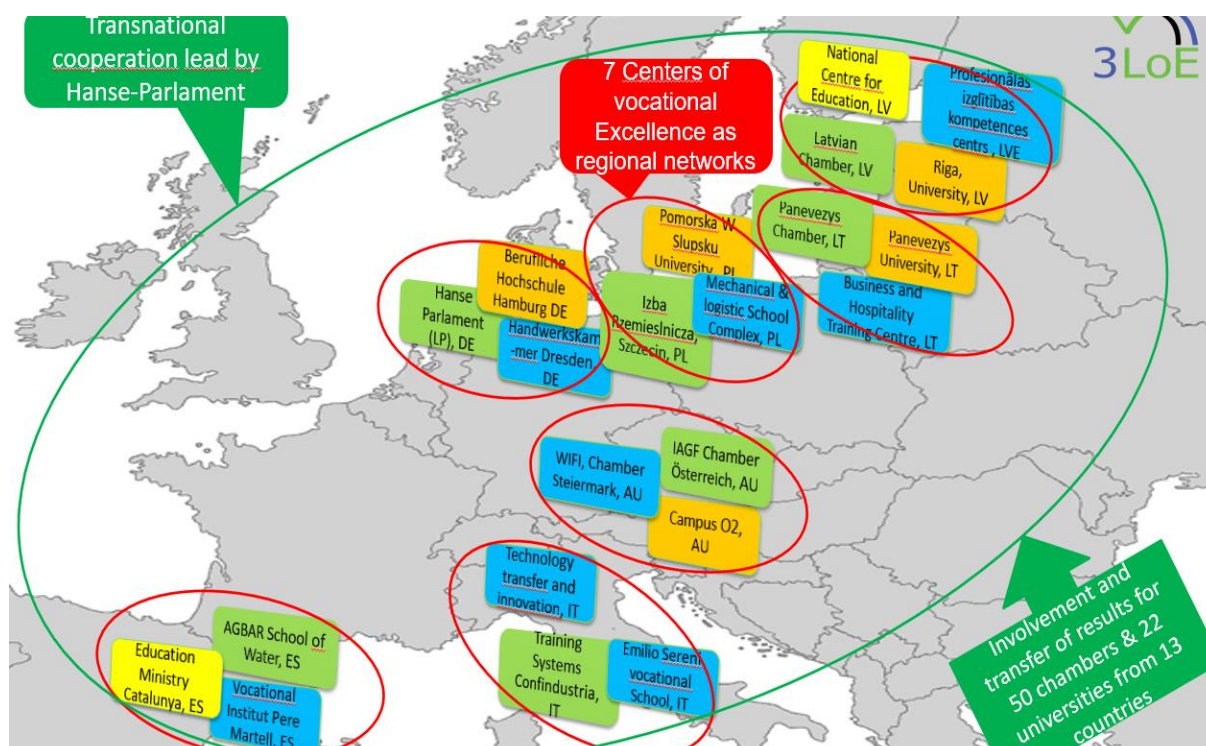 Transnational
cooperation lead by
Hanse-Parlament
7 Centers of
vocational
Excellence as
regional networks
3LoE
National
Centre for
Education, LV
Profesionālas
izglītības
kompetences
centrs , LVE
Latvian
Chamber, LV
Riga,
University, LV
Panevezys
Chamber, LT
Panevezys
University, LT
Business and
Hospitality
Training Centre, LT
Pomorska W
Slupsku
University, PL
Mechanical &
logistic School
Complex, PL
Izba
Rzemieslnicza,
Szczecin, PL
Berufliche
Hochschule
Hamburg DE
Hanse
Parlament
(LP), DE
Handwerkskam
-mer Dresden,
DE
WIFI, Chamber
Steiermark, AU
IAGF Chamber
Österreich, AU
Campus O2,
AU
Technology
transfer and
innovation, IT
Training
Systems
Confindustria,
IT
Emilio Sereni
vocational
School, IT
AGBAR School of
Water, ES
Education
Ministry
Catalunya, ES
Vocational
Institut Pere
Martell, ES
Involvement and
transfer of results for
50 chambers & 22
universities from 13
countries